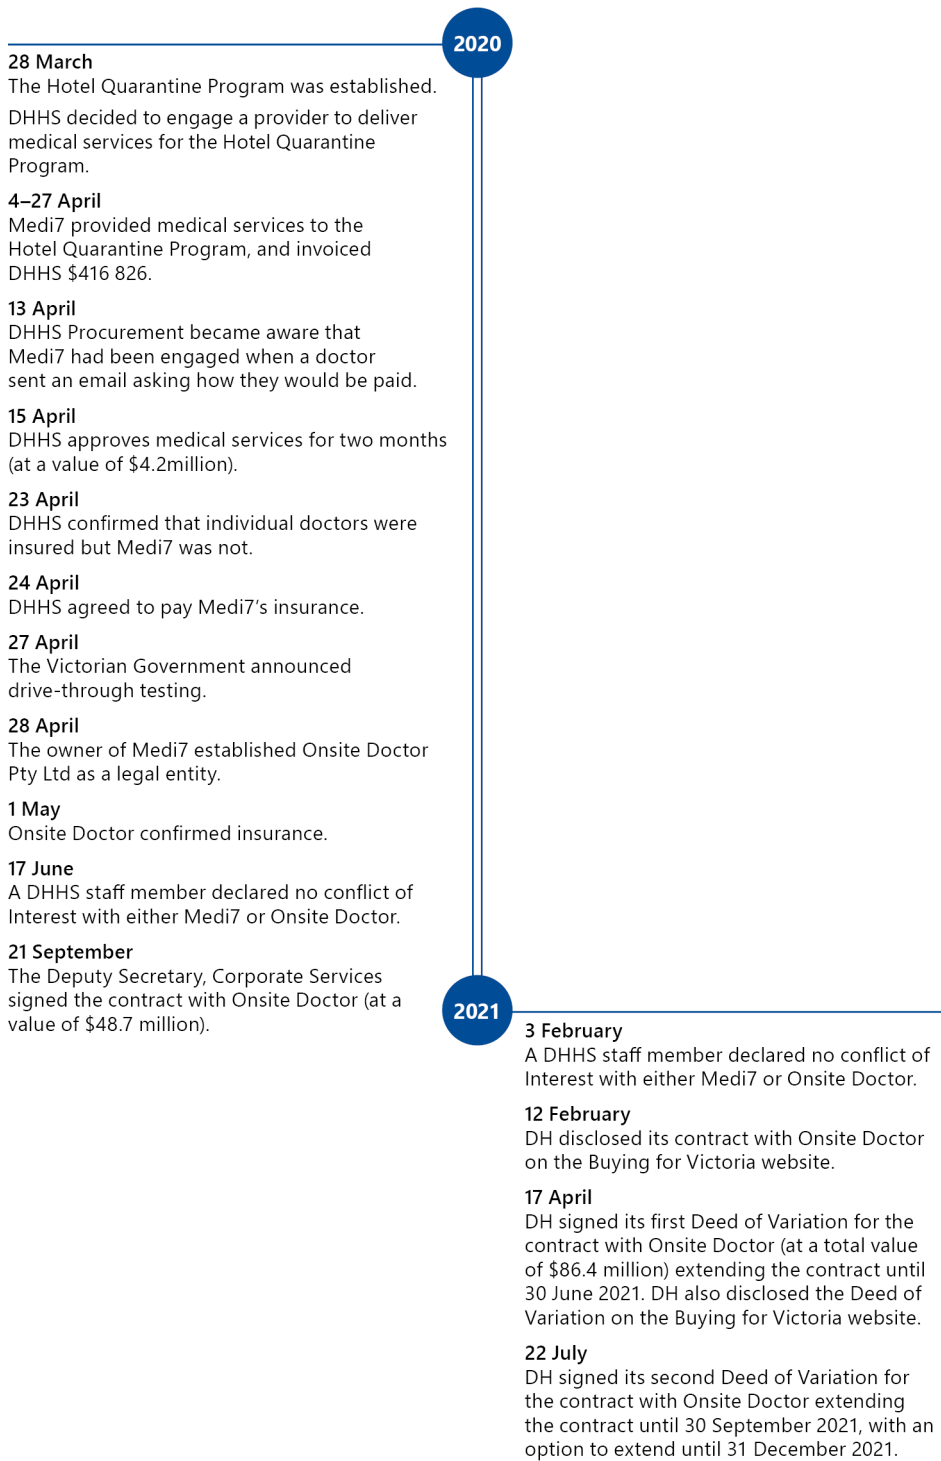 2020
28 March
The Hotel Quarantine Program was established.
DHHS decided to engage a provider to deliver
medical services for the Hotel Quarantine
Program.
4–27 April
Medi7 provided medical services to the
Hotel Quarantine Program, and invoiced
DHHS $416 826.
13 April
DHHS Procurement became aware that
Medi7 had been engaged when a doctor
sent an email asking how they would be paid.
15 April
DHHS approves medical services for two months
(at a value of $4.2million).
23 April
DHHS confirmed that individual doctors were
insured but Medi7 was not.
24 April
DHHS agreed to pay Medi7’s insurance.
27 April
The Victorian Government announced
drive-through testing.
28 April
The owner of Medi7 established Onsite Doctor
Pty Ltd as a legal entity.
1 May
Onsite Doctor confirmed insurance.
17 June
A DHHS staff member declared no conflict of
Interest with either Medi7 or Onsite Doctor.
21 September
The Deputy Secretary, Corporate Services
signed the contract with Onsite Doctor (at a
value of $48.7 million).
2021
3 February
A DHHS staff member declared no conflict of
Interest with either Medi7 or Onsite Doctor.
12 February
DH disclosed its contract with Onsite Doctor
on the Buying for Victoria website.
17 April
DH signed its first Deed of Variation for the
contract with Onsite Doctor (at a total value
of $86.4 million) extending the contract until
30 June 2021. DH also disclosed the Deed of
Variation on the Buying for Victoria website.
22 July
DH signed its second Deed of Variation for
the contract with Onsite Doctor extending
the contract until 30 September 2021, with an
option to extend until 31 December 2021.